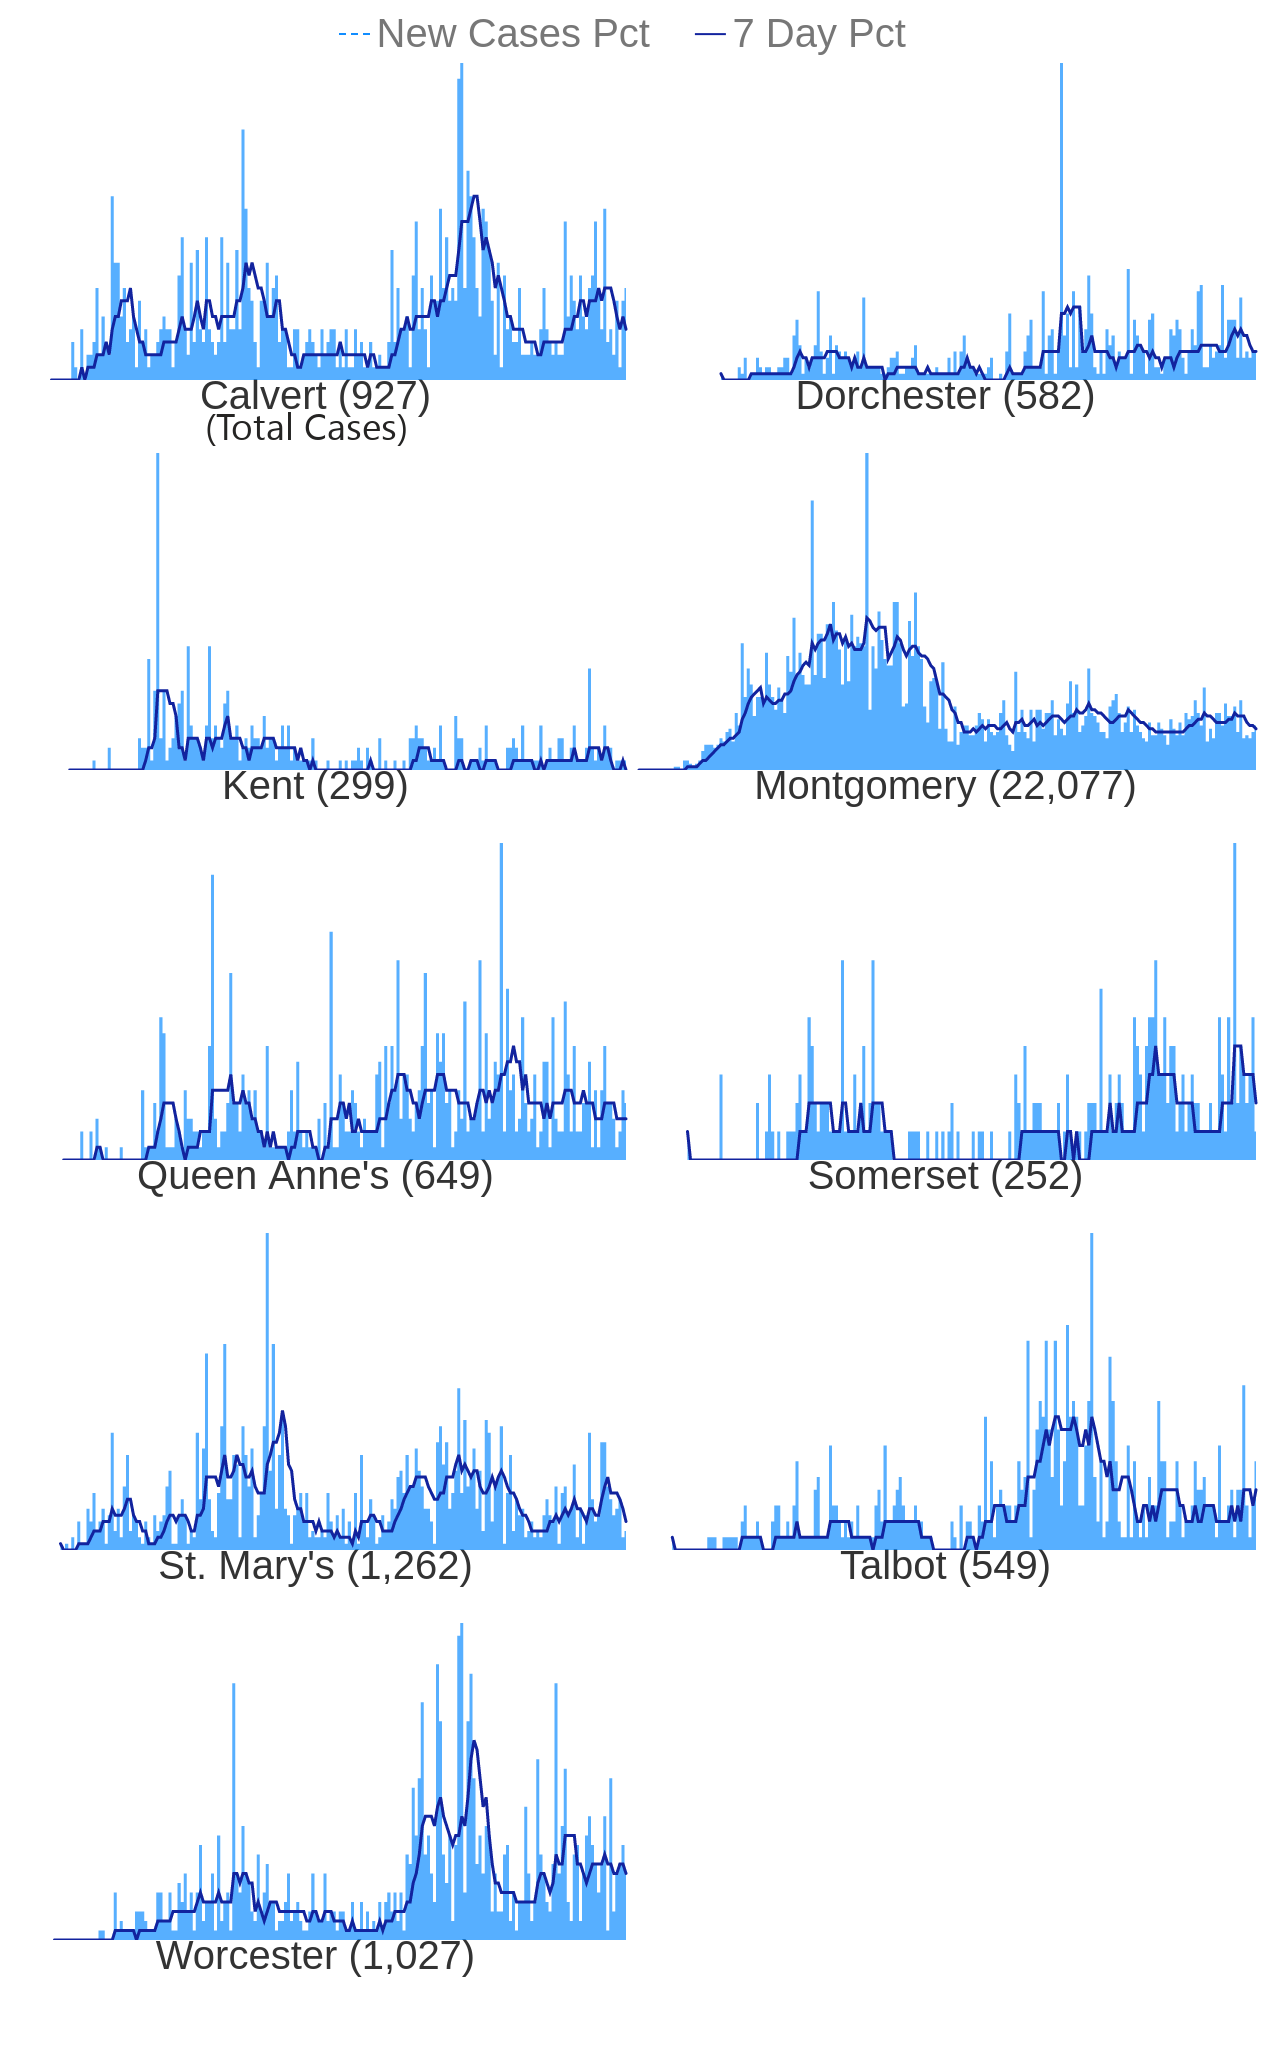 New Cases Pct 7 Day Pct
Calvert (927) Dorchester (582)
(Total Cases)
Kent (299) Montgomery (22,077)
Queen Anne's (649) Somerset (252)
St. Mary's (1,262) Talbot (549)
Worcester (1,027)